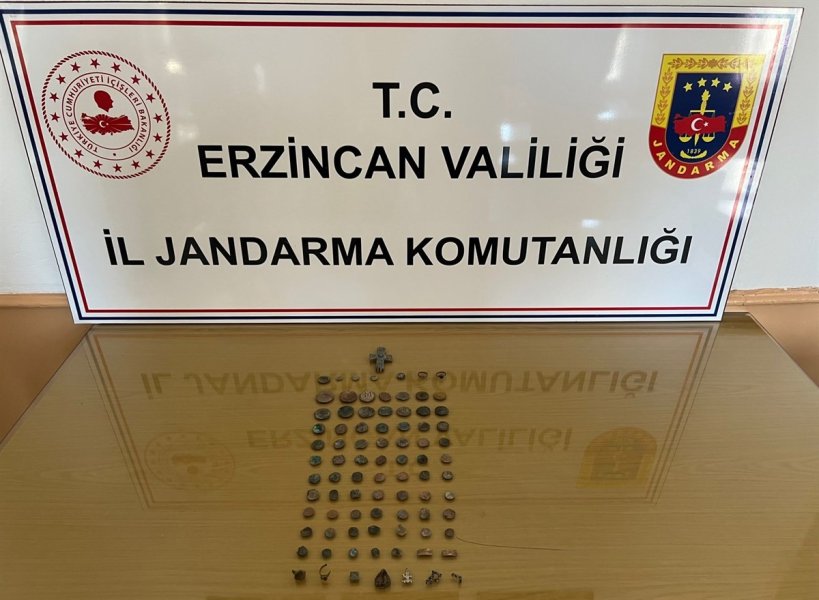 T.C.
ERZİNCAN VALİLİĞİ
İL JANDARMA KOMUTANLIĞI
TÜRKİYE CUMHURİYETİ İÇİŞLERİ BAKANLIĞI
1839
JANDARMA